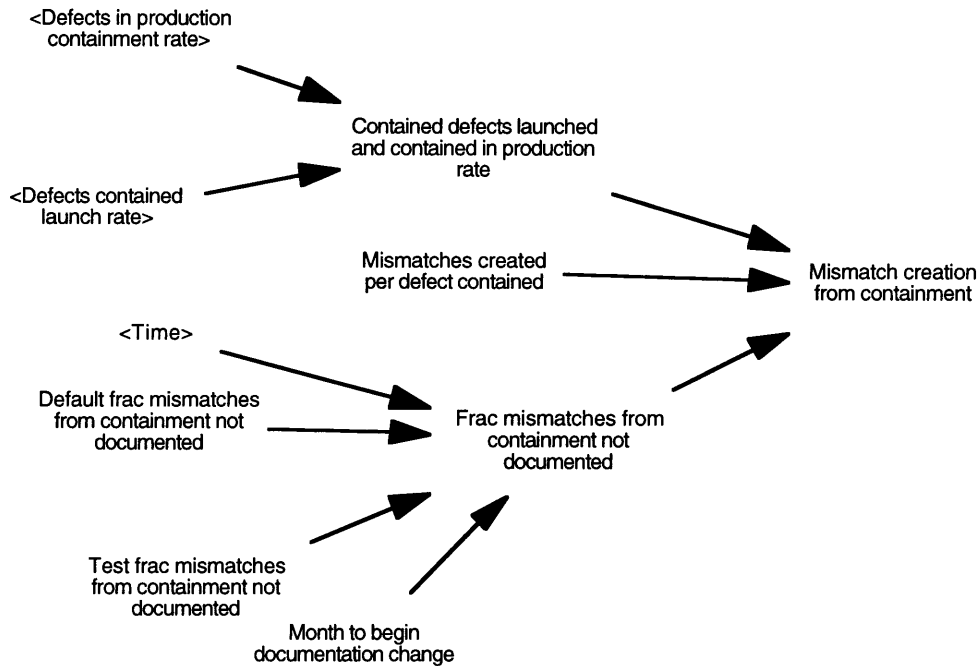 <Defects in production
containment rate>
Contained defects launched
and contained in production
rate
<Defects contained
launch rate>
Mismatches created
per defect contained
Mismatch creation
from containment
<Time>
Default frac mismatches
from containment not
documented
Frac mismatches from
containment not
documented
Test frac mismatches
from containment not
documented
Month to begin
documentation change